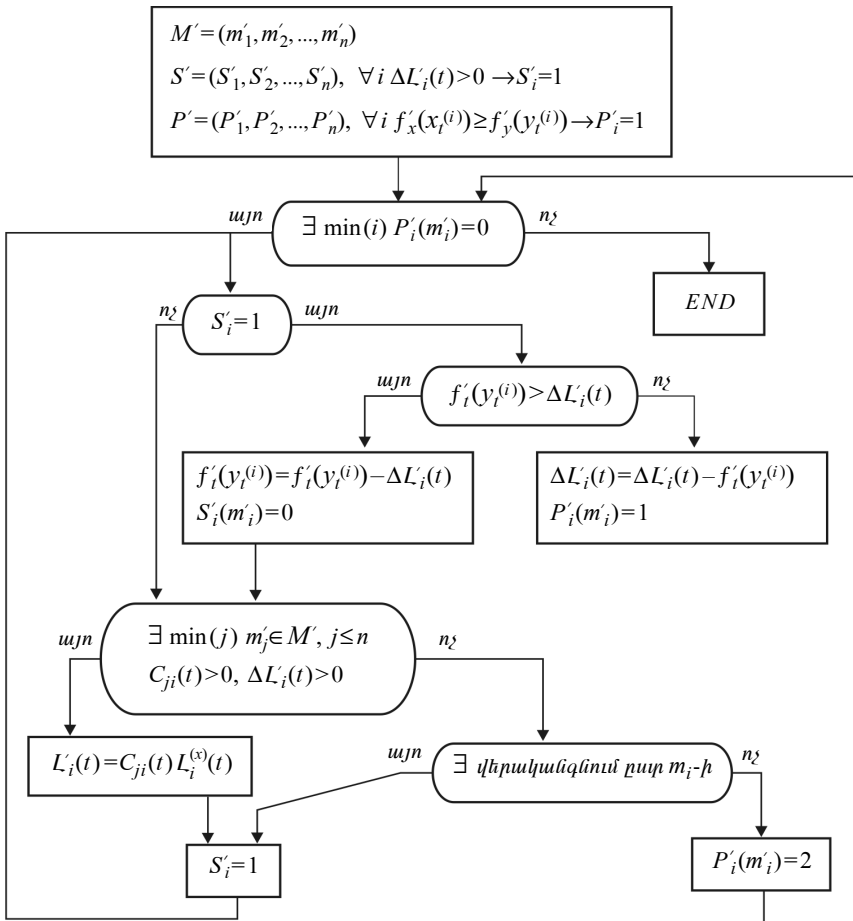 M′=(m′₁,m′₂,...,m′ₙ)
S′=(S′₁,S′₂,...,S′ₙ), ∀i ΔL′ᵢ(t)>0 →S′ᵢ=1
P′=(P′₁,P′₂,...,P′ₙ), ∀i f′ₓ(xₜ⁽ⁱ⁾)≥f′ᵧ(yₜ⁽ⁱ⁾)→P′ᵢ=1
այո
∃ min(i) P′ᵢ(m′ᵢ)=0
ոչ
END
ոչ
S′ᵢ=1
այո
այո
f′ₜ(yₜ⁽ⁱ⁾)>ΔL′ᵢ(t)
ոչ
f′ₜ(yₜ⁽ⁱ⁾)=f′ₜ(yₜ⁽ⁱ⁾)−ΔL′ᵢ(t)
S′ᵢ(m′ᵢ)=0
ΔL′ᵢ(t)=ΔL′ᵢ(t)−f′ₜ(yₜ⁽ⁱ⁾)
P′ᵢ(m′ᵢ)=1
այո
∃ min(j) m′ⱼ∈M′, j≤n
Cⱼᵢ(t)>0, ΔL′ᵢ(t)>0
ոչ
L′ᵢ(t)=Cⱼᵢ(t)Lᵢ⁽ˣ⁾(t)
այո
∃ վերականգնում ըստ mᵢ-ի
ոչ
S′ᵢ=1
P′ᵢ(m′ᵢ)=2